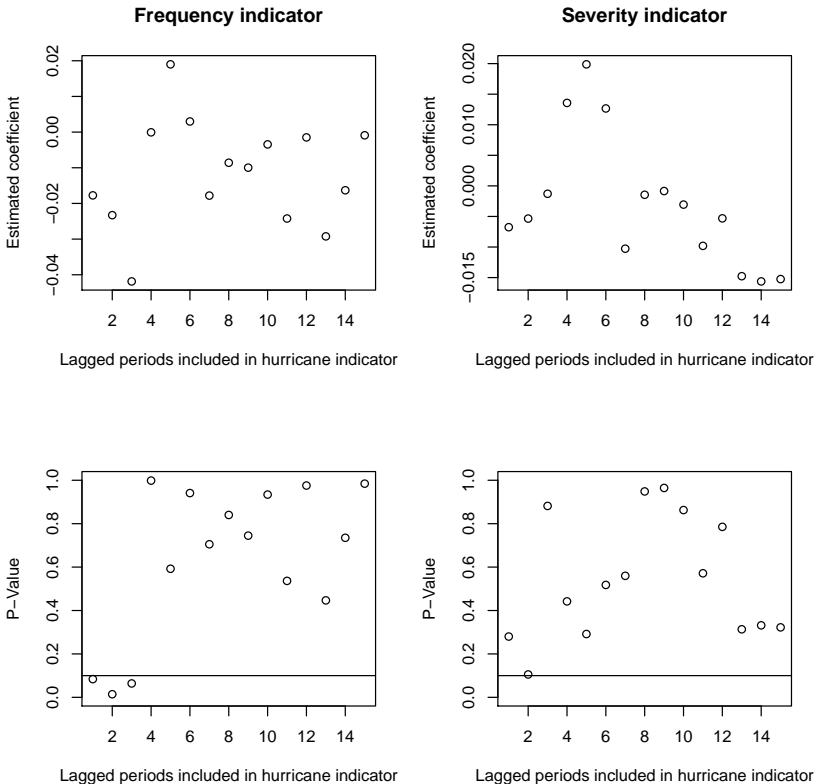 Frequency indicator
Estimated coefficient
0.02
0.00
−0.02
−0.04
2 4 6 8 10 12 14
Lagged periods included in hurricane indicator
Severity indicator
Estimated coefficient
0.020
0.010
0.000
−0.015
2 4 6 8 10 12 14
Lagged periods included in hurricane indicator
P−Value
1.0
0.8
0.6
0.4
0.2
0.0
2 4 6 8 10 12 14
Lagged periods included in hurricane indicator
P−Value
1.0
0.8
0.6
0.4
0.2
0.0
2 4 6 8 10 12 14
Lagged periods included in hurricane indicator